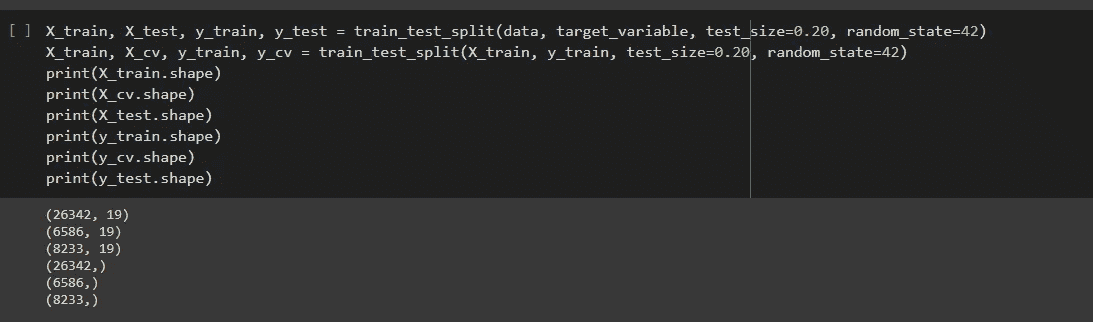 [ ] X_train, X_test, y_train, y_test = train_test_split(data, target_variable, test_size=0.20, random_state=42)
X_train, X_cv, y_train, y_cv = train_test_split(X_train, y_train, test_size=0.20, random_state=42)
print(X_train.shape)
print(X_cv.shape)
print(X_test.shape)
print(y_train.shape)
print(y_cv.shape)
print(y_test.shape)
(26342, 19)
(6586, 19)
(8233, 19)
(26342,)
(6586,)
(8233,)